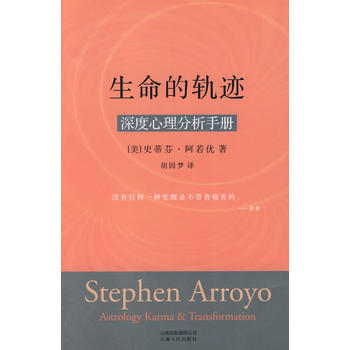 生命的轨迹
深度心理分析手册
[美]史蒂芬·阿若优 著
胡因梦 译
没有任何一种觉醒是不带着痛苦的。
——荣格
Stephen Arroyo
Astrology Karma & Transformation
云南出版集团公司
云南人民出版社